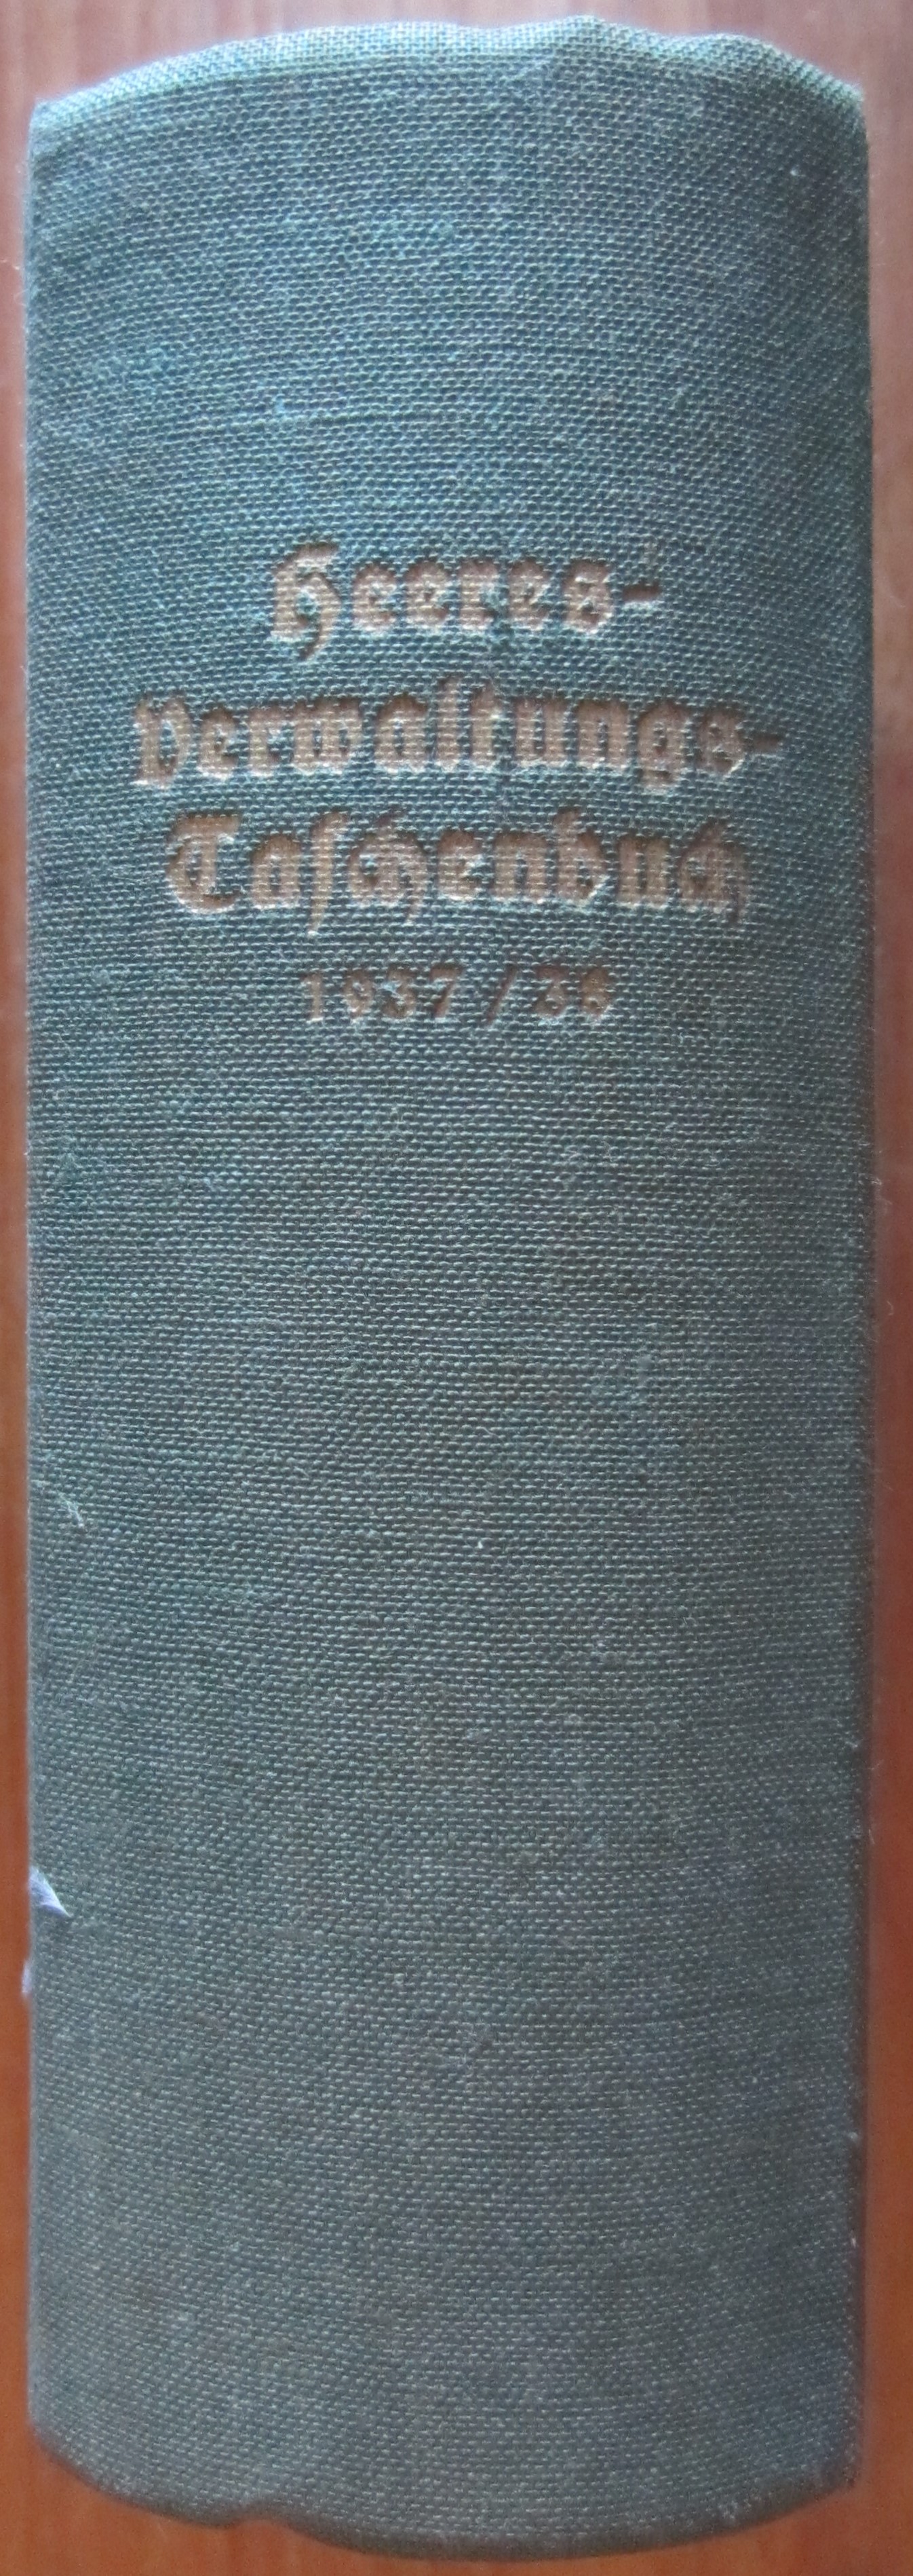 Heeres-
Verwaltungs-
Taschenbuch
1937/38